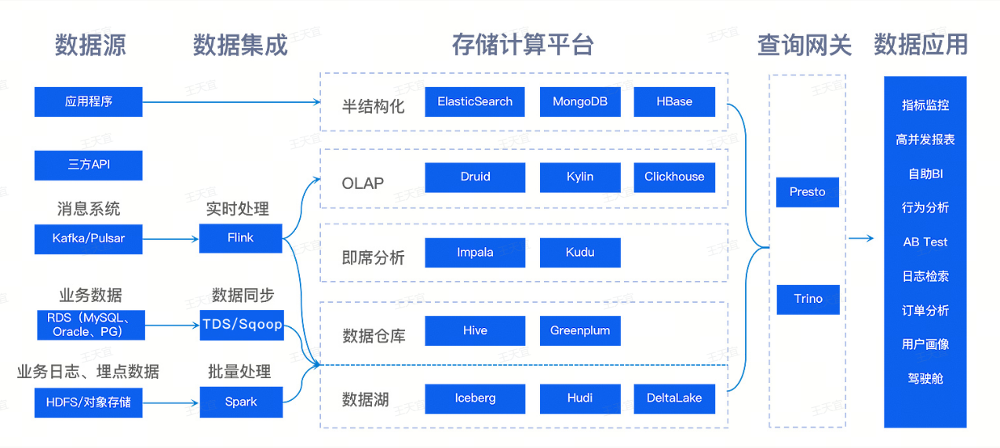 数据源
数据集成
存储计算平台
查询网关
数据应用
应用程序
三方API
消息系统
Kafka/Pulsar
业务数据
RDS（MySQL、
Oracle、PG）
业务日志、埋点数据
HDFS/对象存储
实时处理
Flink
数据同步
TDS/Sqoop
批量处理
Spark
半结构化
ElasticSearch
MongoDB
HBase
OLAP
Druid
Kylin
Clickhouse
即席分析
Impala
Kudu
数据仓库
Hive
Greenplum
数据湖
Iceberg
Hudi
DeltaLake
Presto
Trino
指标监控
高并发报表
自助BI
行为分析
AB Test
日志检索
订单分析
用户画像
驾驶舱
王天宜